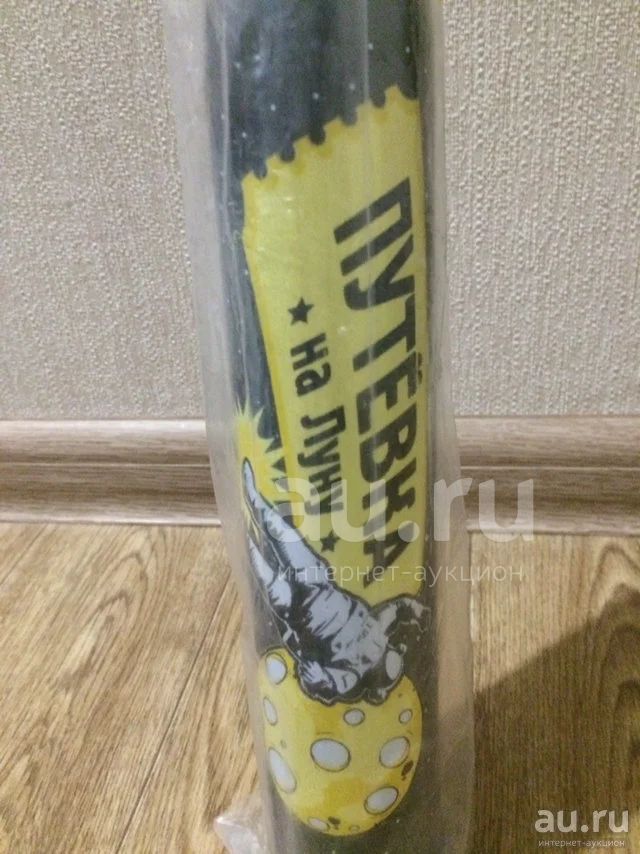 ПУТЁВКА
★ на Луну ★
au.ru
интернет-аукцион
au.ru
интернет-аукцион